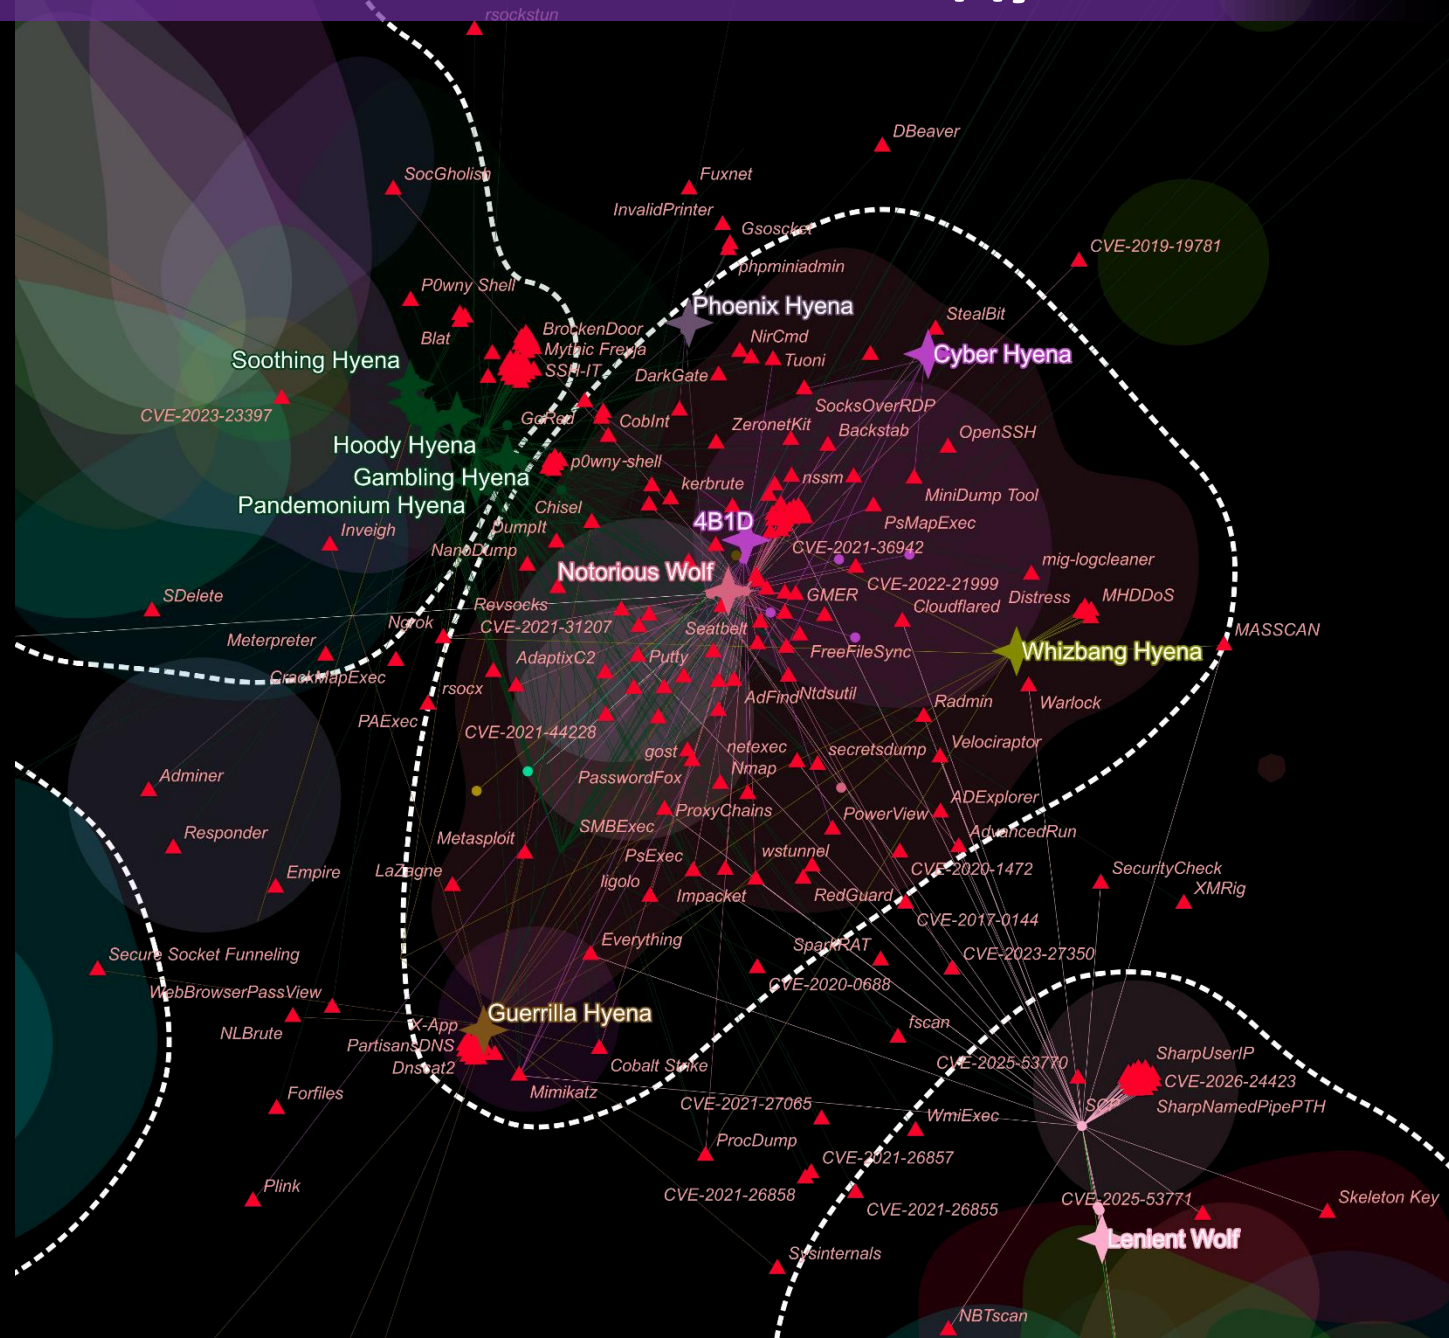 rsockstun
DBeaver
SocGholish
Fuxnet
InvalidPrinter
Gsoscket
CVE-2019-19781
phpminiadmin
P0wny Shell
Phoenix Hyena
StealBit
BrockenDoor
NirCmd
Blat
Mythic Freyja
Cyber Hyena
Soothing Hyena
Tuoni
SSH-IT
DarkGate
SocksOverRDP
CVE-2023-23397
GoRed
CobInt
ZeronetKit
Backstab
OpenSSH
Hoody Hyena
p0wny-shell
Gambling Hyena
nssm
kerbrute
MiniDump Tool
Pandemonium Hyena
Chisel
4B1D
PsMapExec
Inveigh
DumpIt
CVE-2021-36942
NanoDump
mig-logcleaner
Notorious Wolf
CVE-2022-21999
SDelete
GMER
Distress
MHDDoS
Revsocks
Cloudflared
Ngrok
CVE-2021-31207
Seatbelt
MASSCAN
Meterpreter
FreeFileSync
Whizbang Hyena
AdaptixC2
Putty
CrackMapExec
rsocx
AdFind
Ntdsutil
Radmin
Warlock
PAExec
CVE-2021-44228
gost
netexec
secretsdump
Velociraptor
Nmap
Adminer
PasswordFox
ADExplorer
ProxyChains
PowerView
SMBExec
Responder
Metasploit
AdvancedRun
PsExec
wstunnel
Empire
LaZagne
CVE-2020-1472
SecurityCheck
ligolo
Impacket
RedGuard
XMRig
CVE-2017-0144
Everything
SparkRAT
Secure Socket Funneling
CVE-2023-27350
CVE-2020-0688
WebBrowserPassView
Guerrilla Hyena
NLBrute
X-App
fscan
PartisansDNS
SharpUserIP
Dnscat2
Cobalt Strike
CVE-2025-53770
CVE-2026-24423
Forfiles
Mimikatz
CVE-2021-27065
SCP
SharpNamedPipePTH
WmiExec
ProcDump
CVE-2021-26857
Plink
CVE-2021-26858
CVE-2025-53771
Skeleton Key
CVE-2021-26855
Lenient Wolf
Sysinternals
NBTscan